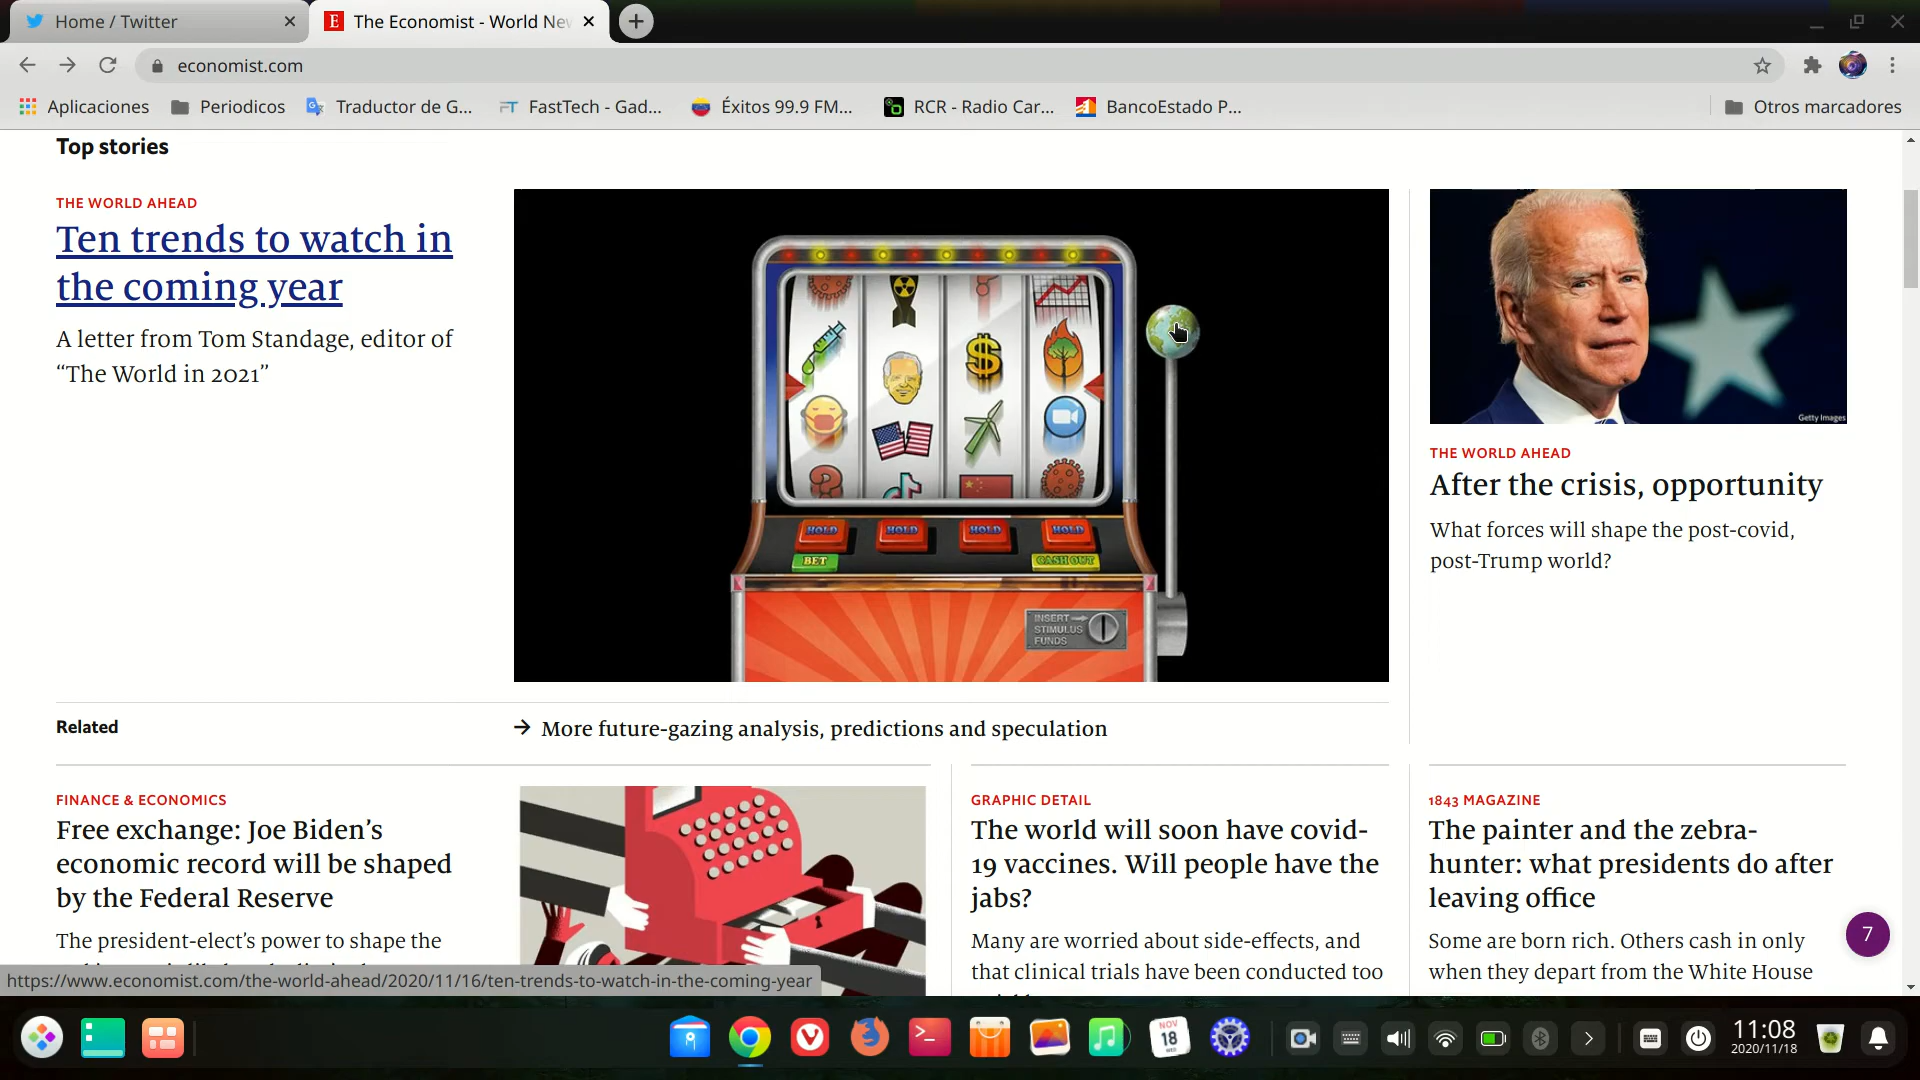 Home / Twitter
The Economist - World Ne
economist.com
Aplicaciones
Periodicos
Traductor de G...
FastTech - Gad...
Éxitos 99.9 FM...
RCR - Radio Car...
BancoEstado P...
Otros marcadores
Top stories
THE WORLD AHEAD
Ten trends to watch in
the coming year
A letter from Tom Standage, editor of
“The World in 2021”
HOLD HOLD HOLD HOLD
BET
CASH OUT
INSERT
STIMULUS
FUNDS
Getty Images
THE WORLD AHEAD
After the crisis, opportunity
What forces will shape the post-covid,
post-Trump world?
Related
→ More future-gazing analysis, predictions and speculation
FINANCE & ECONOMICS
Free exchange: Joe Biden’s
economic record will be shaped
by the Federal Reserve
The president-elect’s power to shape the
GRAPHIC DETAIL
The world will soon have covid-
19 vaccines. Will people have the
jabs?
Many are worried about side-effects, and
that clinical trials have been conducted too
1843 MAGAZINE
The painter and the zebra-
hunter: what presidents do after
leaving office
Some are born rich. Others cash in only
when they depart from the White House
7
https://www.economist.com/the-world-ahead/2020/11/16/ten-trends-to-watch-in-the-coming-year
NOV
18
WED
11:08
2020/11/18